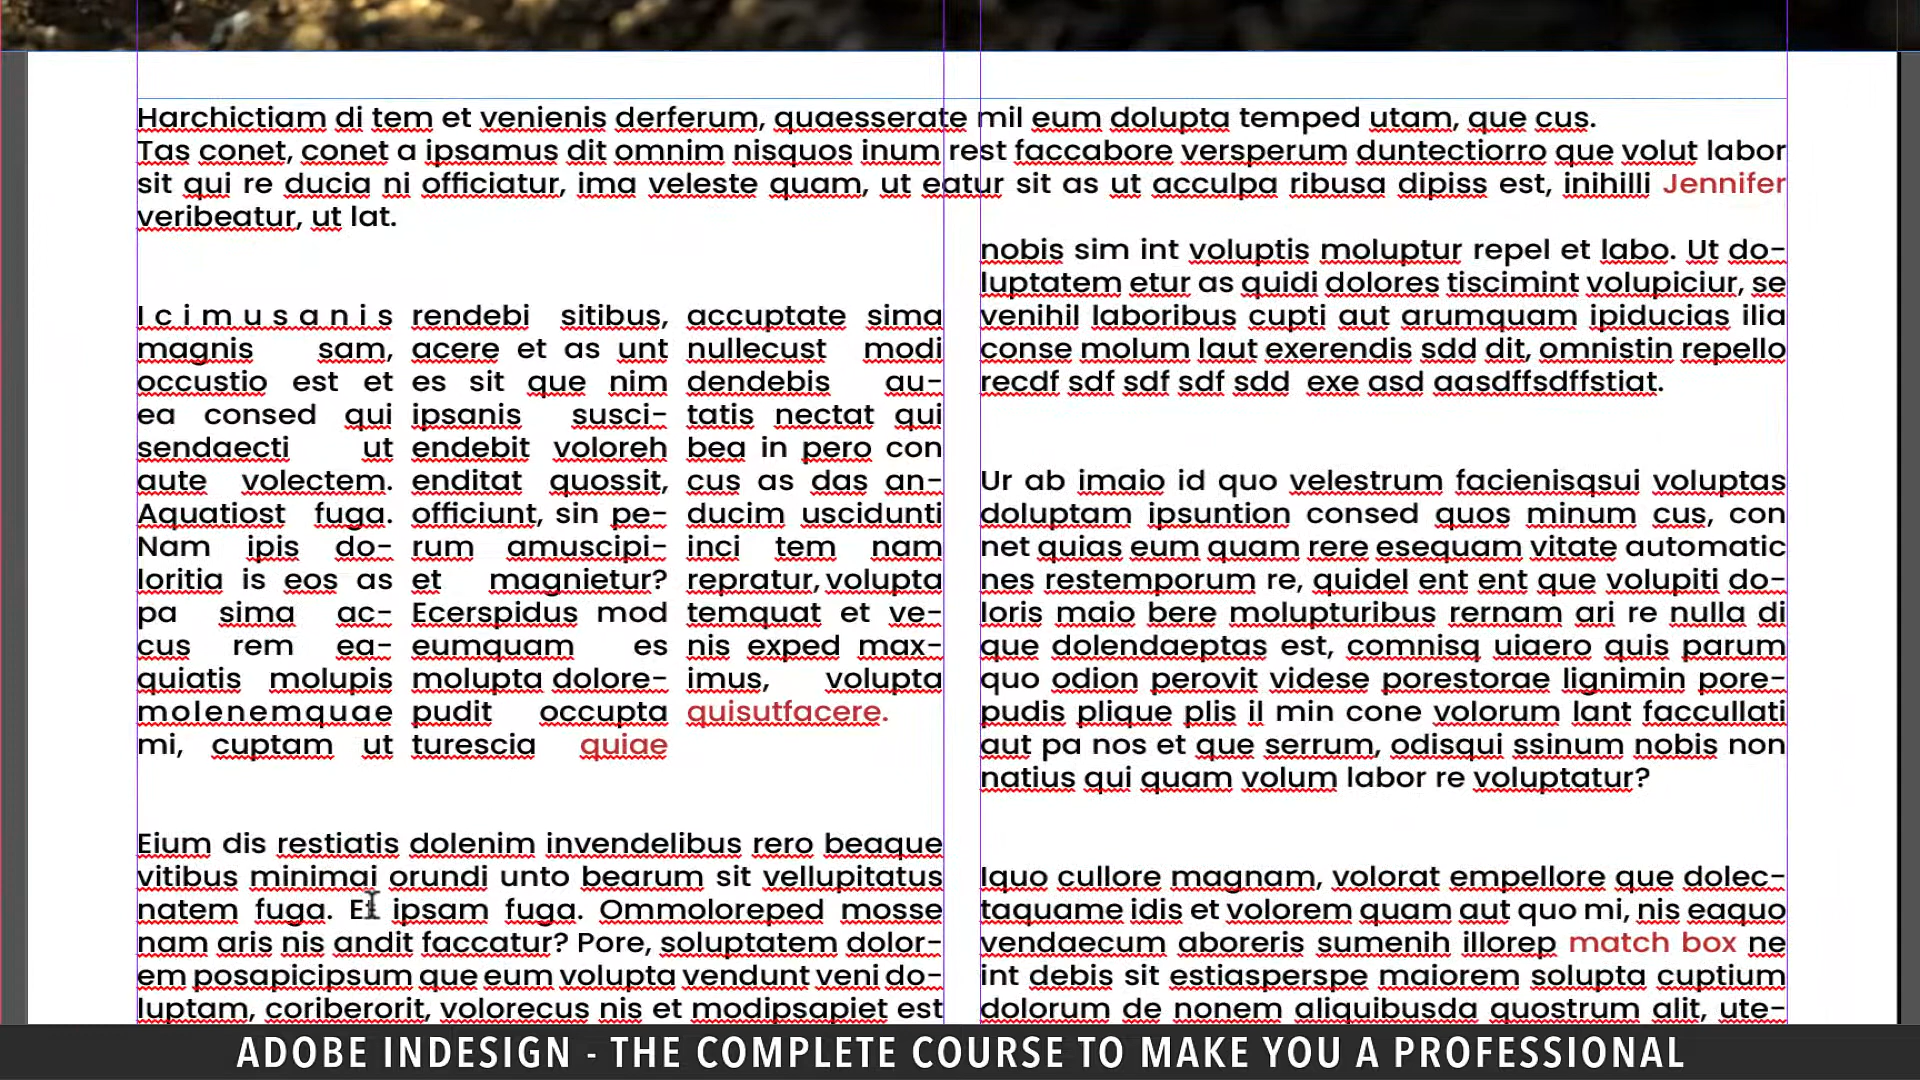 Harchictiam di tem et venienis derferum, quaesserate mil eum dolupta temped utam, que cus.
Tas conet, conet a ipsamus dit omnim nisquos inum rest faccabore versperum duntectiorro que volut labor
sit qui re ducia ni officiatur, ima veleste quam, ut eatur sit as ut acculpa ribusa dipiss est, inihilli Jennifer
veribeatur, ut lat.
Icimusanis
magnis sam,
occustio est et
ea consed qui
sendaecti ut
aute volectem.
Aquatiost fuga.
Nam ipis do-
loritia is eos as
pa sima ac-
cus rem ea-
quiatis molupis
molenemquae
mi, cuptam ut
rendebi sitibus,
acere et as unt
es sit que nim
ipsanis susci-
endebit voloreh
enditat quossit,
officiunt, sin pe-
rum amuscipi-
et magnietur?
Ecerspidus mod
eumquam es
molupta dolore-
pudit occupta
turescia quiae
accuptate sima
nullecust modi
dendebis au-
tatis nectat qui
bea in pero con
cus as das an-
ducim uscidunti
inci tem nam
repratur, volupta
temquat et ve-
nis exped max-
imus, volupta
quisutfacere.
Eium dis restiatis dolenim invendelibus rero beaque
vitibus minimai orundi unto bearum sit vellupitatus
natem fuga. Et ipsam fuga. Ommoloreped mosse
nam aris nis andit faccatur? Pore, soluptatem dolor-
em posapicipsum que eum volupta vendunt veni do-
luptam, coriberorit, volorecus nis et modipsapiet est
nobis sim int voluptis moluptur repel et labo. Ut do-
luptatem etur as quidi dolores tiscimint volupiciur, se
venihil laboribus cupti aut arumquam ipiducias ilia
conse molum laut exerendis sdd dit, omnistin repello
recdf sdf sdf sdf sdd exe asd aasdffsdffstiat.
Ur ab imaio id quo velestrum facienisqsui voluptas
doluptam ipsuntion consed quos minum cus, con
net quias eum quam rere esequam vitate automatic
nes restemporum re, quidel ent ent que volupiti do-
loris maio bere molupturibus rernam ari re nulla di
que dolendaeptas est, comnisq uiaero quis parum
quo odion perovit videse porestorae lignimin pore-
pudis plique plis il min cone volorum lant faccullati
aut pa nos et que serrum, odisqui ssinum nobis non
natius qui quam volum labor re voluptatur?
Iquo cullore magnam, volorat empellore que dolec-
taquame idis et volorem quam aut quo mi, nis eaquo
vendaecum aboreris sumenih illorep match box ne
int debis sit estiasperspe maiorem solupta cuptium
dolorum de nonem aliquibusda quostrum alit, ute-
ADOBE INDESIGN - THE COMPLETE COURSE TO MAKE YOU A PROFESSIONAL